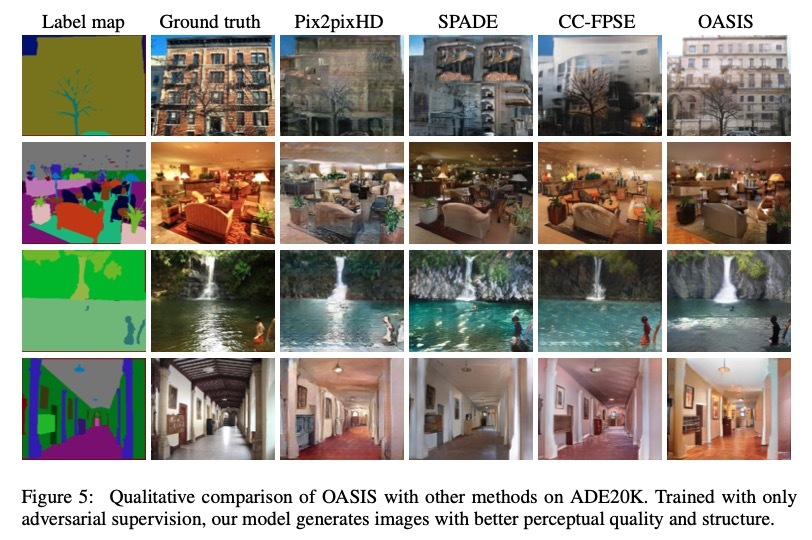 Label map Ground truth Pix2pixHD SPADE CC-FPSE OASIS
Figure 5: Qualitative comparison of OASIS with other methods on ADE20K. Trained with only
adversarial supervision, our model generates images with better perceptual quality and structure.